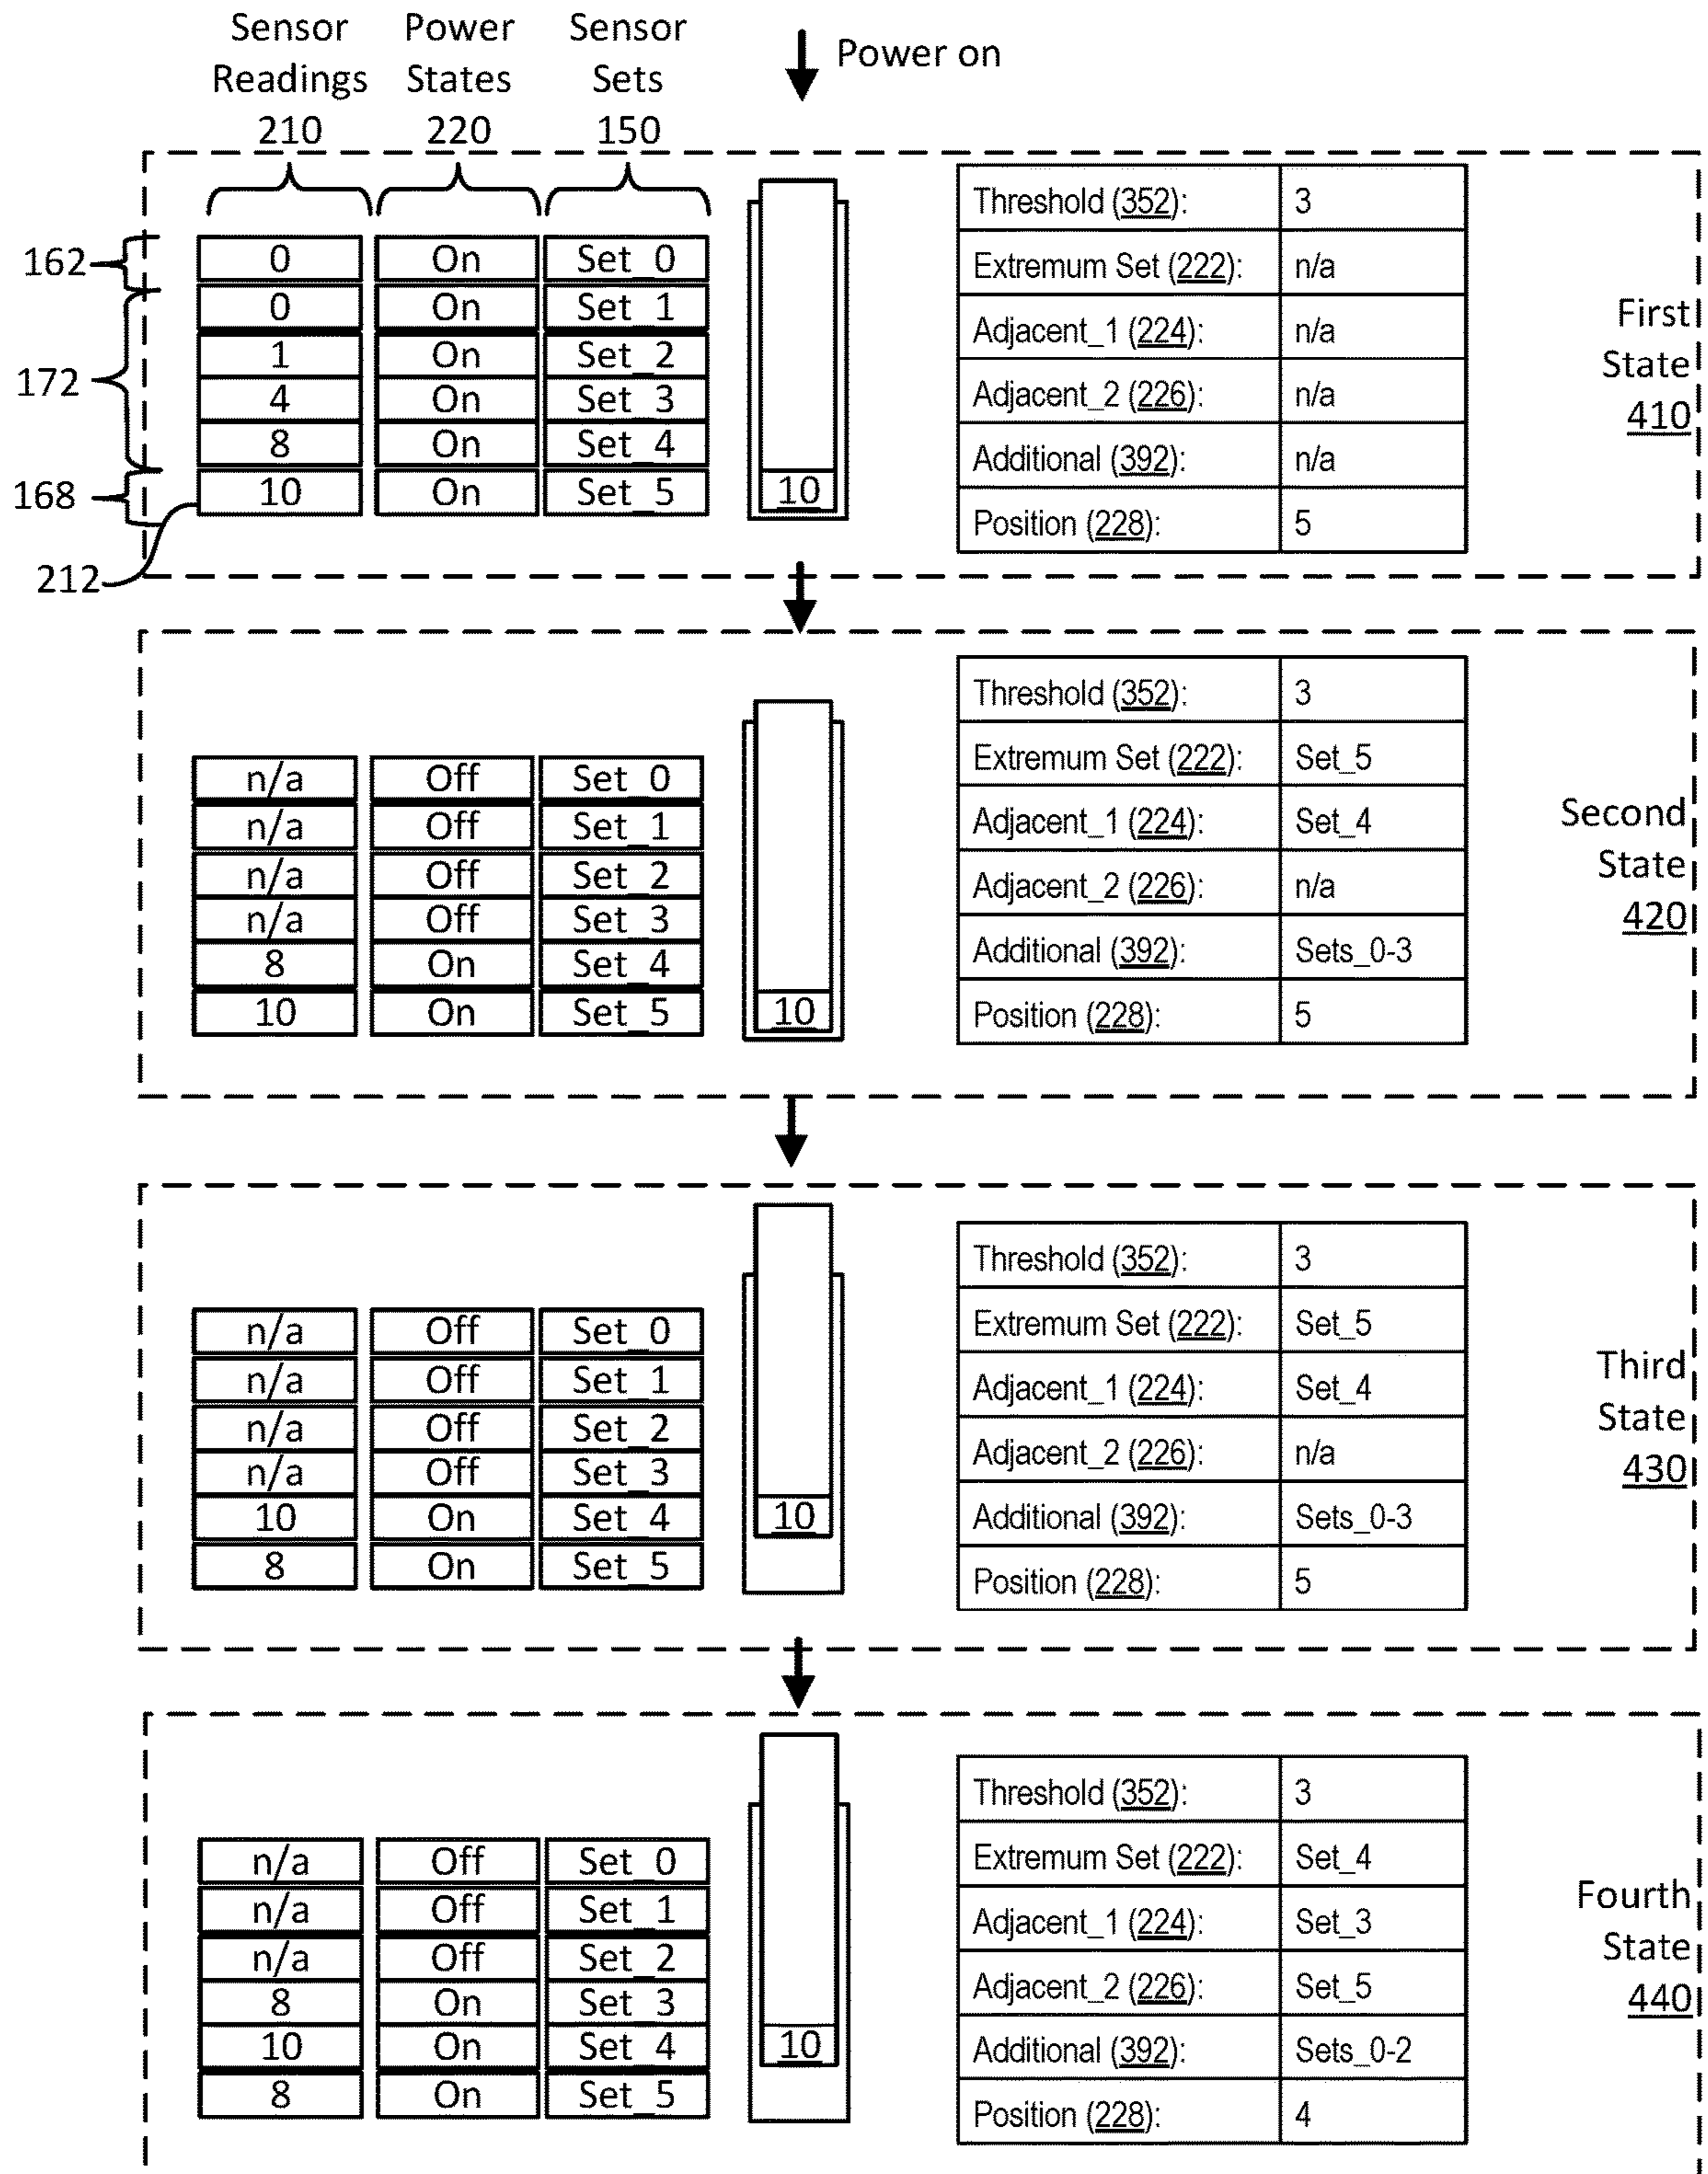 Sensor Readings 210
Power States 220
Sensor Sets 150
Power on
162
172
168
212
0 On Set_0
0 On Set_1
1 On Set_2
4 On Set_3
8 On Set_4
10 On Set_5
10
Threshold (352): 3
Extremum Set (222): n/a
Adjacent_1 (224): n/a
Adjacent_2 (226): n/a
Additional (392): n/a
Position (228): 5
First
State
410
n/a Off Set_0
n/a Off Set_1
n/a Off Set_2
n/a Off Set_3
8 On Set_4
10 On Set_5
10
Threshold (352): 3
Extremum Set (222): Set_5
Adjacent_1 (224): Set_4
Adjacent_2 (226): n/a
Additional (392): Sets_0-3
Position (228): 5
Second
State
420
n/a Off Set_0
n/a Off Set_1
n/a Off Set_2
n/a Off Set_3
10 On Set_4
8 On Set_5
10
Threshold (352): 3
Extremum Set (222): Set_5
Adjacent_1 (224): Set_4
Adjacent_2 (226): n/a
Additional (392): Sets_0-3
Position (228): 5
Third
State
430
n/a Off Set_0
n/a Off Set_1
n/a Off Set_2
8 On Set_3
10 On Set_4
8 On Set_5
10
Threshold (352): 3
Extremum Set (222): Set_4
Adjacent_1 (224): Set_3
Adjacent_2 (226): Set_5
Additional (392): Sets_0-2
Position (228): 4
Fourth
State
440